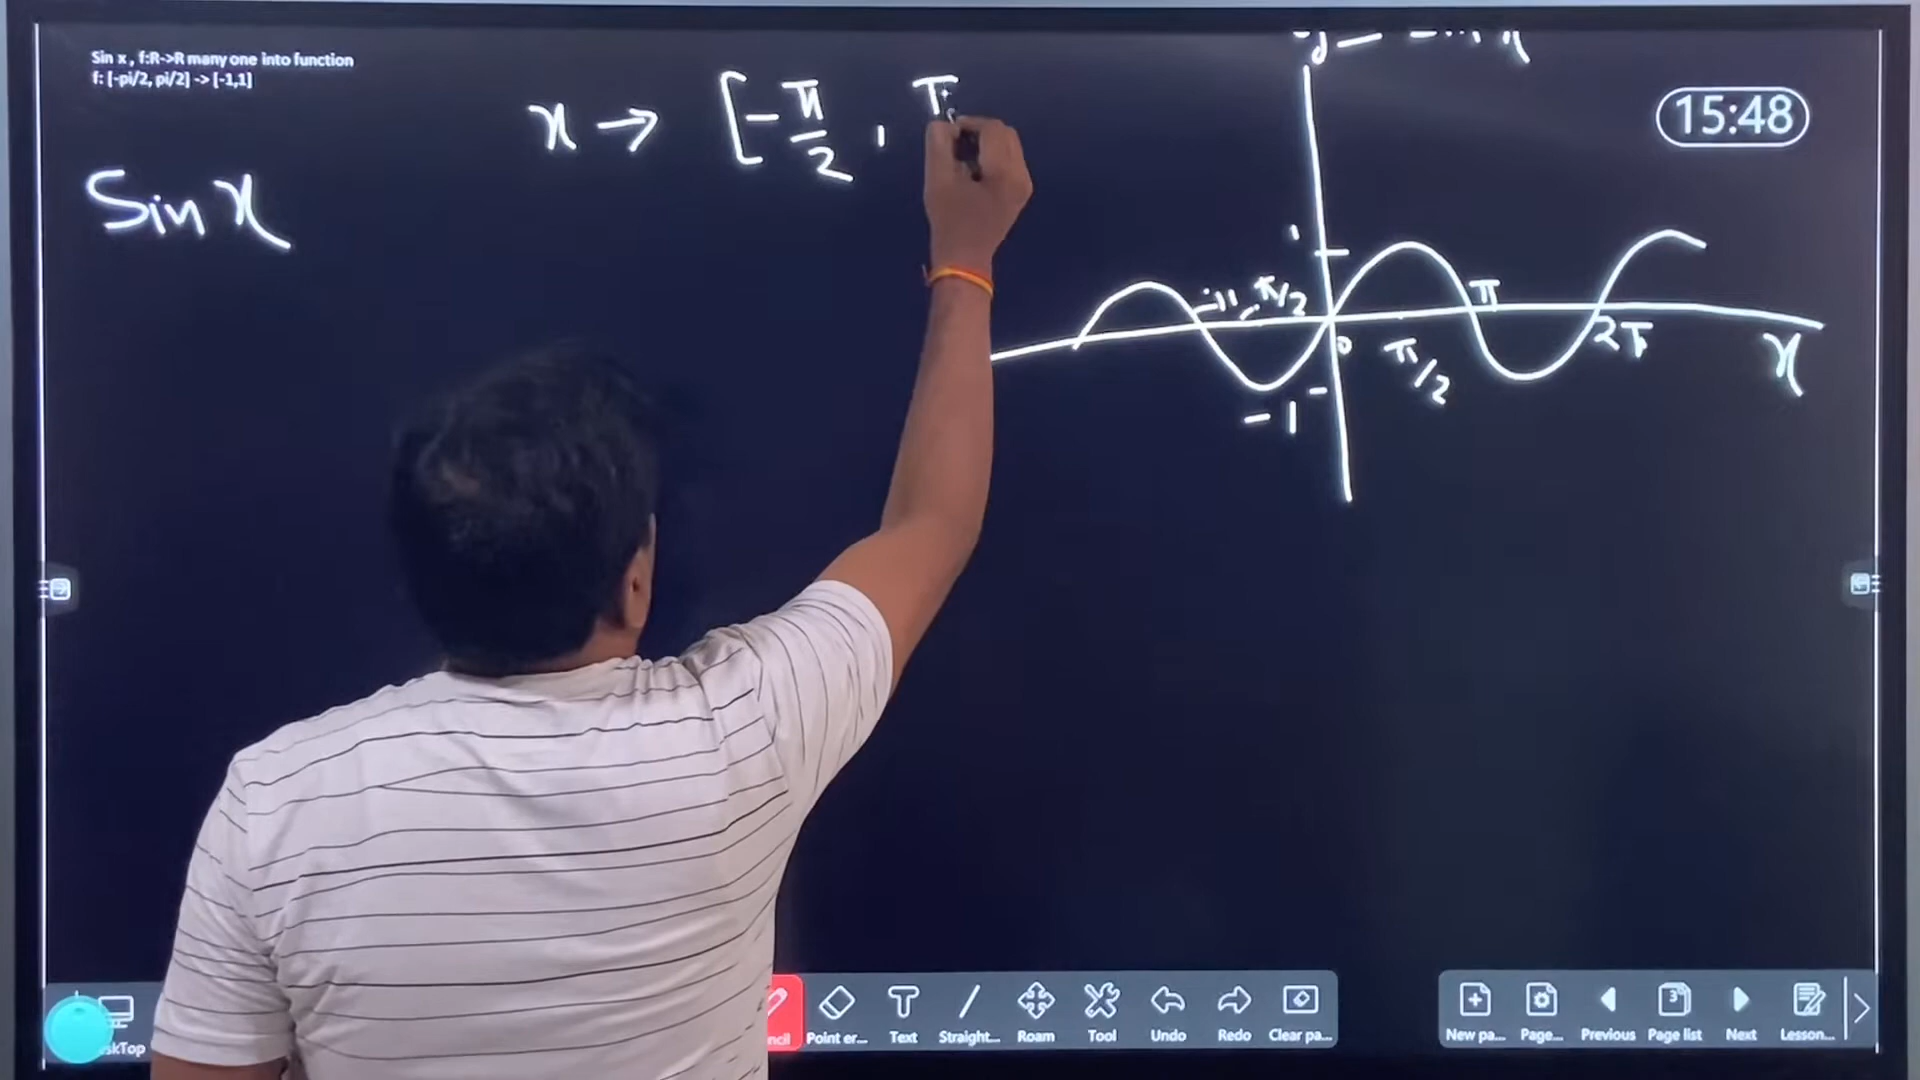 Sin x , f:R->R many one into function
f: [-pi/2, pi/2] -> [-1,1]
x → [-π/2 , π
Sin x
15:48
1
-π
-π/2
π
0
π/2
2π
x
-1
Point er...
Text
Straight...
Roam
Tool
Undo
Redo
Clear pa...
New pa...
Page...
Previous
Page list
Next
Lesson...